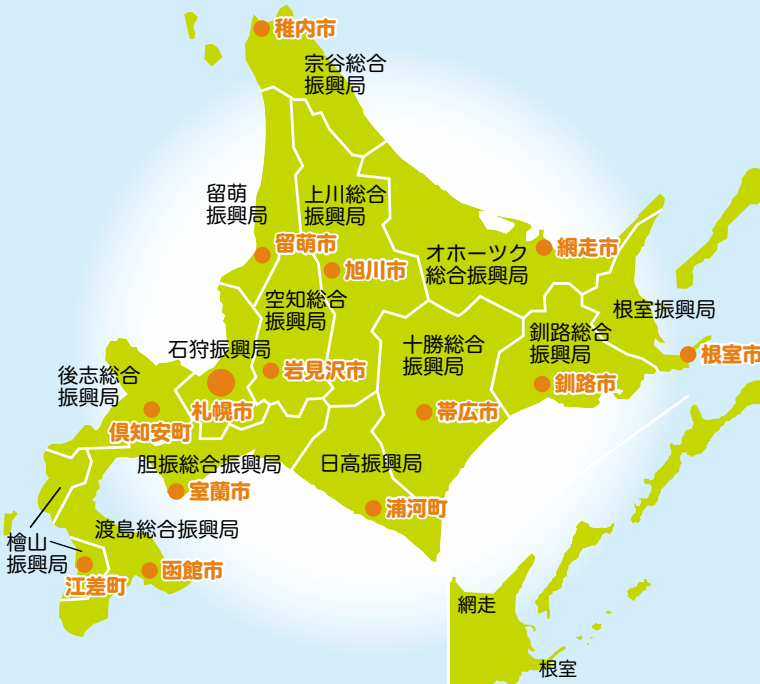 稚内市
宗谷総合
振興局
留萌
振興局
上川総合
振興局
留萌市
旭川市
オホーツク
総合振興局
網走市
空知総合
振興局
根室振興局
石狩振興局
十勝総合
振興局
釧路総合
振興局
根室市
後志総合
振興局
岩見沢市
釧路市
札幌市
帯広市
倶知安町
胆振総合振興局
日高振興局
室蘭市
浦河町
渡島総合振興局
檜山
振興局
函館市
江差町
網走
根室